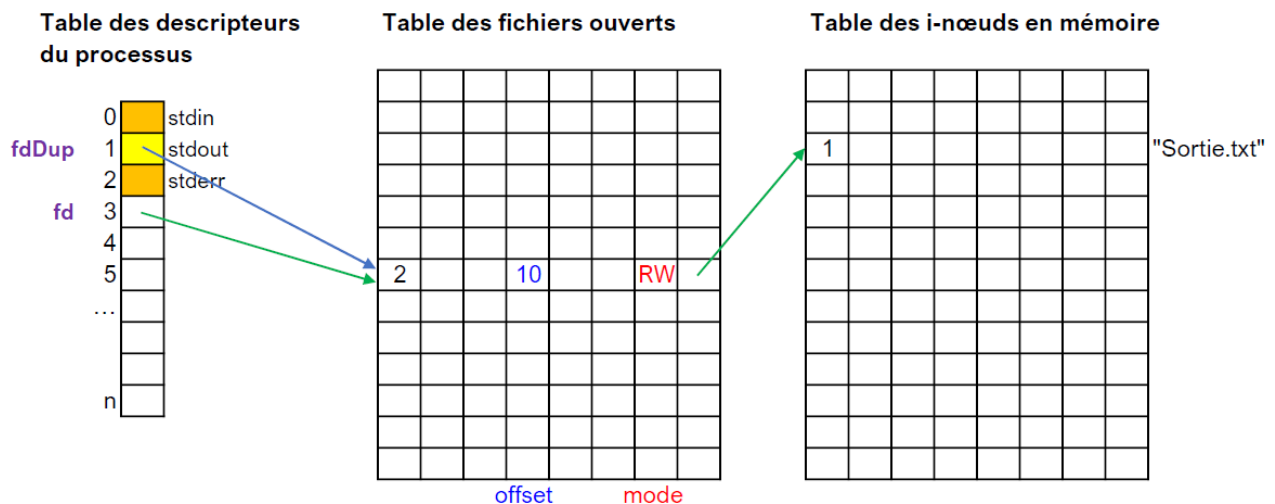 Table des descripteurs
du processus
Table des fichiers ouverts
Table des i-nœuds en mémoire
0 stdin
fdDup 1 stdout
1 "Sortie.txt"
2 stderr
fd 3
4
5
2 10 RW
...
n
offset mode